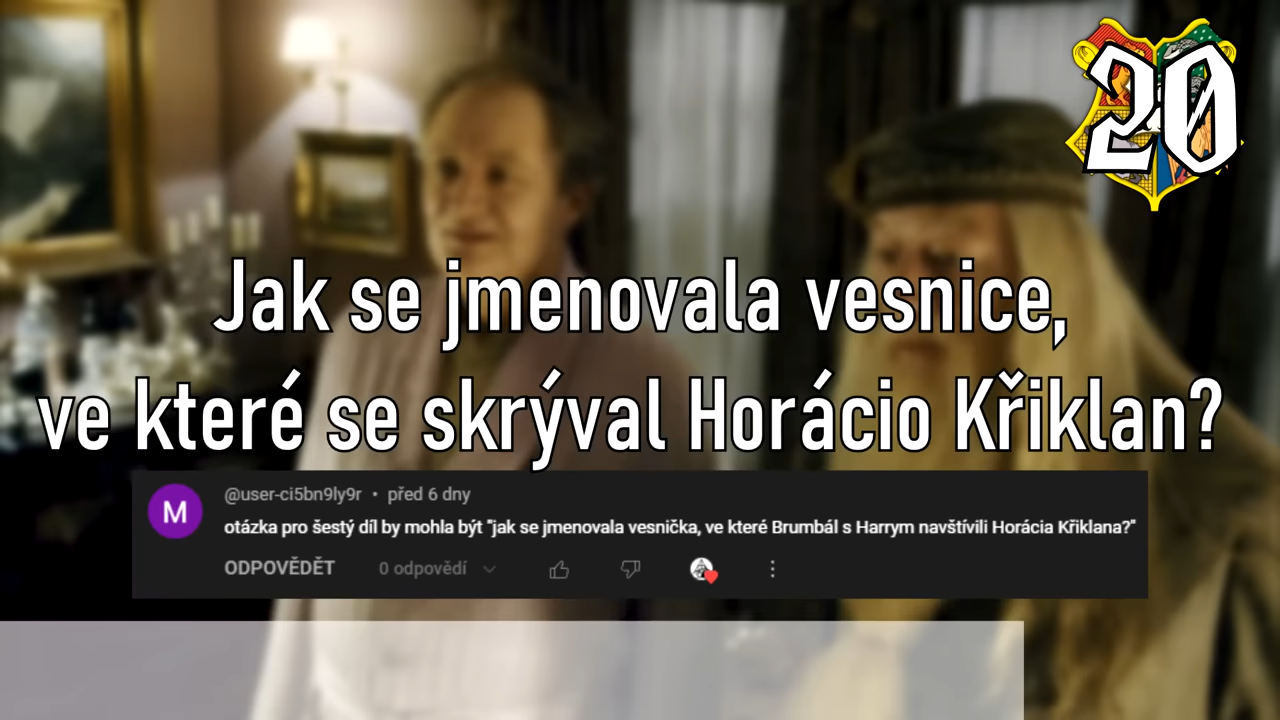 20
Jak se jmenovala vesnice,
ve které se skrýval Horácio Křiklan?
M
@user-ci5bn9ly9r • před 6 dny
otázka pro šestý díl by mohla být "jak se jmenovala vesnička, ve které Brumbál s Harrym navštívili Horácia Křiklana?"
ODPOVĚDĚT 0 odpovědí